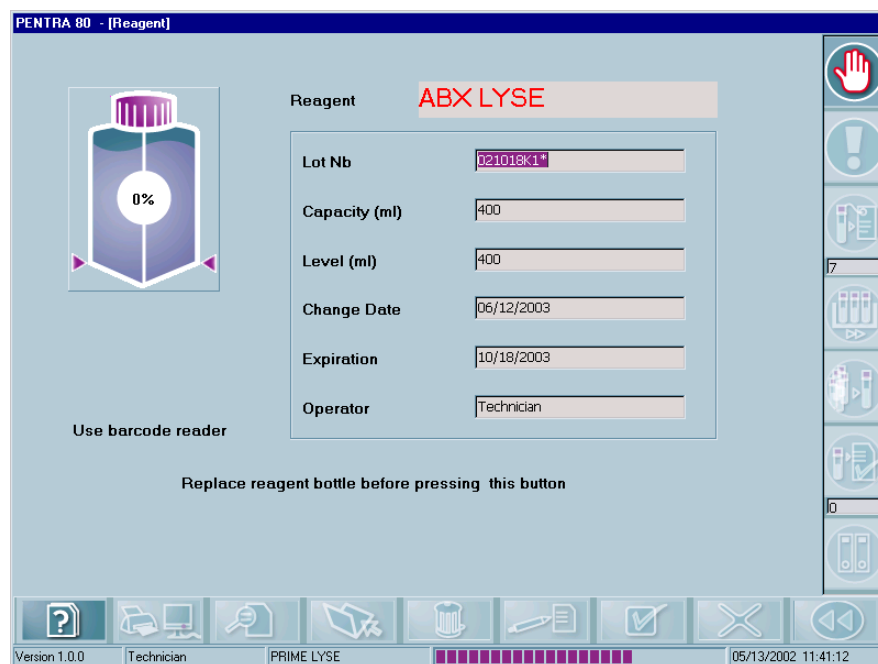 PENTRA 80 - [Reagent]
Reagent ABX LYSE
0%
Lot Nb 021018K1*
Capacity (ml) 400
Level (ml) 400
Change Date 06/12/2003
Expiration 10/18/2003
Operator Technician
Use barcode reader
Replace reagent bottle before pressing this button
7
0
?
Version 1.0.0 Technician PRIME LYSE 05/13/2002 11:41:12